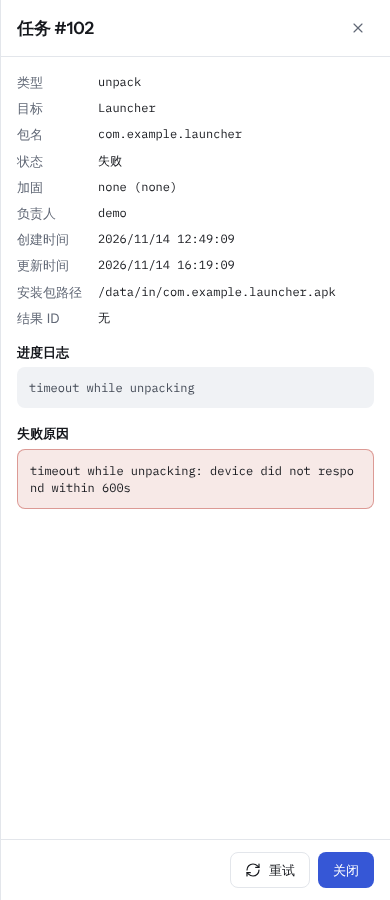 任务 #102
类型 unpack
目标 Launcher
包名 com.example.launcher
状态 失败
加固 none (none)
负责人 demo
创建时间 2026/11/14 12:49:09
更新时间 2026/11/14 16:19:09
安装包路径 /data/in/com.example.launcher.apk
结果 ID 无
进度日志
timeout while unpacking
失败原因
timeout while unpacking: device did not respo
nd within 600s
重试 关闭